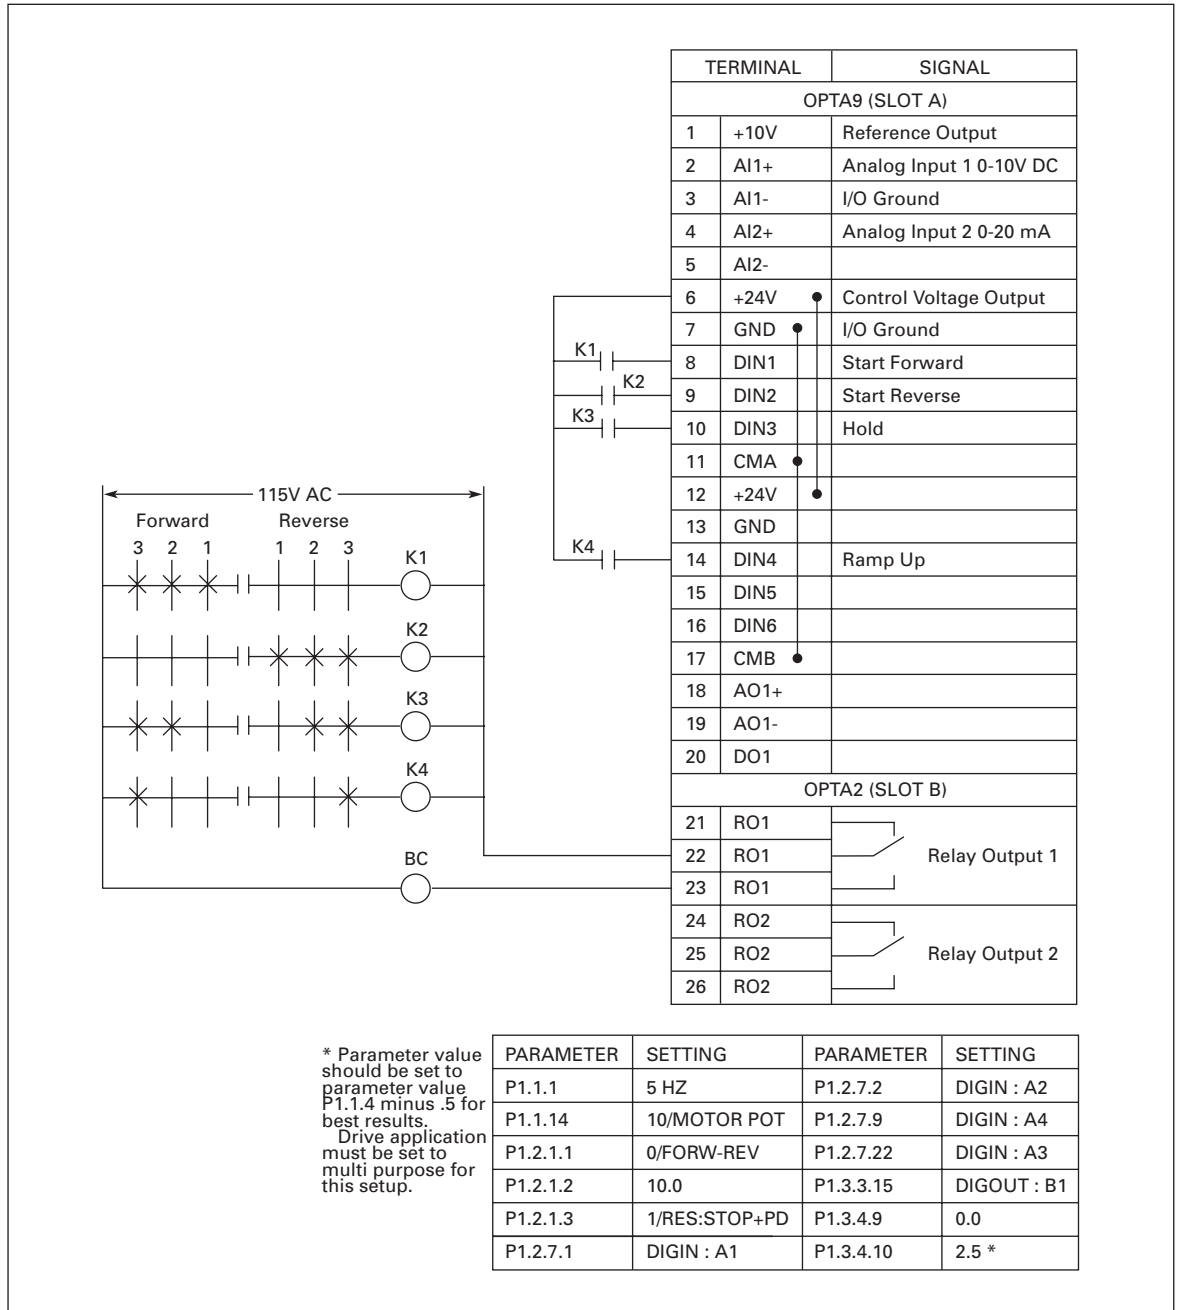 TERMINAL SIGNAL
OPTA9 (SLOT A)
1 +10V Reference Output
2 AI1+ Analog Input 1 0-10V DC
3 AI1- I/O Ground
4 AI2+ Analog Input 2 0-20 mA
5 AI2-
6 +24V Control Voltage Output
7 GND I/O Ground
8 DIN1 Start Forward
9 DIN2 Start Reverse
10 DIN3 Hold
11 CMA
12 +24V
13 GND
14 DIN4 Ramp Up
15 DIN5
16 DIN6
17 CMB
18 AO1+
19 AO1-
20 DO1
OPTA2 (SLOT B)
21 RO1
22 RO1 Relay Output 1
23 RO1
24 RO2
25 RO2 Relay Output 2
26 RO2
K1
K2
K3
K4
115V AC
Forward Reverse
3 2 1 1 2 3
K1
K2
K3
K4
BC
* Parameter value
should be set to
parameter value
P1.1.4 minus .5 for
best results.
Drive application
must be set to
multi purpose for
this setup.
PARAMETER SETTING PARAMETER SETTING
P1.1.1 5 HZ P1.2.7.2 DIGIN : A2
P1.1.14 10/MOTOR POT P1.2.7.9 DIGIN : A4
P1.2.1.1 0/FORW-REV P1.2.7.22 DIGIN : A3
P1.2.1.2 10.0 P1.3.3.15 DIGOUT : B1
P1.2.1.3 1/RES:STOP+PD P1.3.4.9 0.0
P1.2.7.1 DIGIN : A1 P1.3.4.10 2.5 *